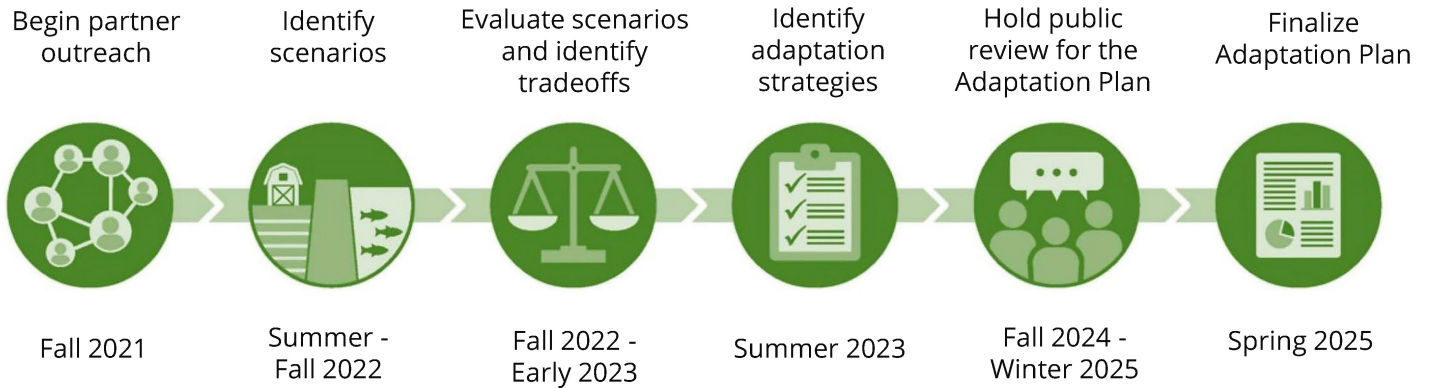 Begin partner
outreach
Identify
scenarios
Evaluate scenarios
and identify
tradeoffs
Identify
adaptation
strategies
Hold public
review for the
Adaptation Plan
Finalize
Adaptation Plan
Fall 2021
Summer -
Fall 2022
Fall 2022 -
Early 2023
Summer 2023
Fall 2024 -
Winter 2025
Spring 2025